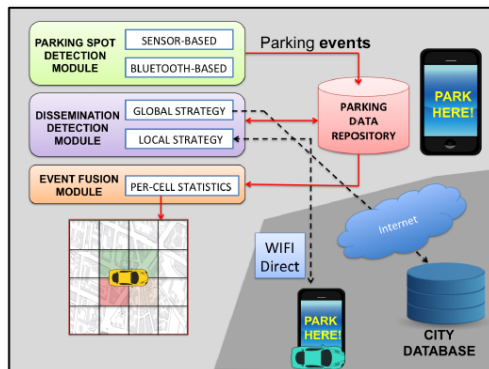 PARKING SPOT
DETECTION MODULE
SENSOR-BASED
BLUETOOTH-BASED
Parking events
DISSEMINATION
DETECTION MODULE
GLOBAL STRATEGY
LOCAL STRATEGY
PARKING
DATA
REPOSITORY
PARK
HERE!
EVENT FUSION
MODULE
PER-CELL STATISTICS
Internet
WIFI
Direct
PARK
HERE!
CITY
DATABASE